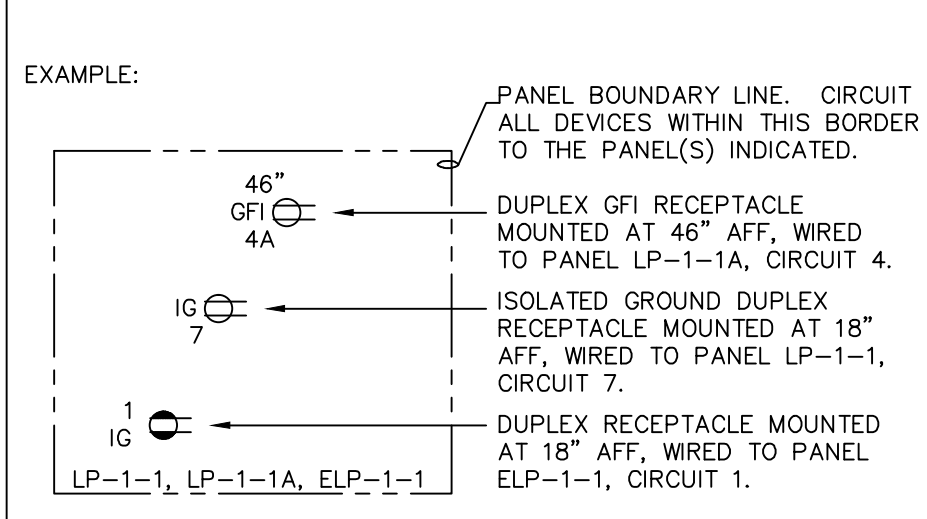 EXAMPLE:
PANEL BOUNDARY LINE. CIRCUIT
ALL DEVICES WITHIN THIS BORDER
TO THE PANEL(S) INDICATED.
46"
GFI
4A
DUPLEX GFI RECEPTACLE
MOUNTED AT 46" AFF, WIRED
TO PANEL LP-1-1A, CIRCUIT 4.
IG
7
ISOLATED GROUND DUPLEX
RECEPTACLE MOUNTED AT 18"
AFF, WIRED TO PANEL LP-1-1,
CIRCUIT 7.
1
IG
DUPLEX RECEPTACLE MOUNTED
AT 18" AFF, WIRED TO PANEL
ELP-1-1, CIRCUIT 1.
LP-1-1, LP-1-1A, ELP-1-1